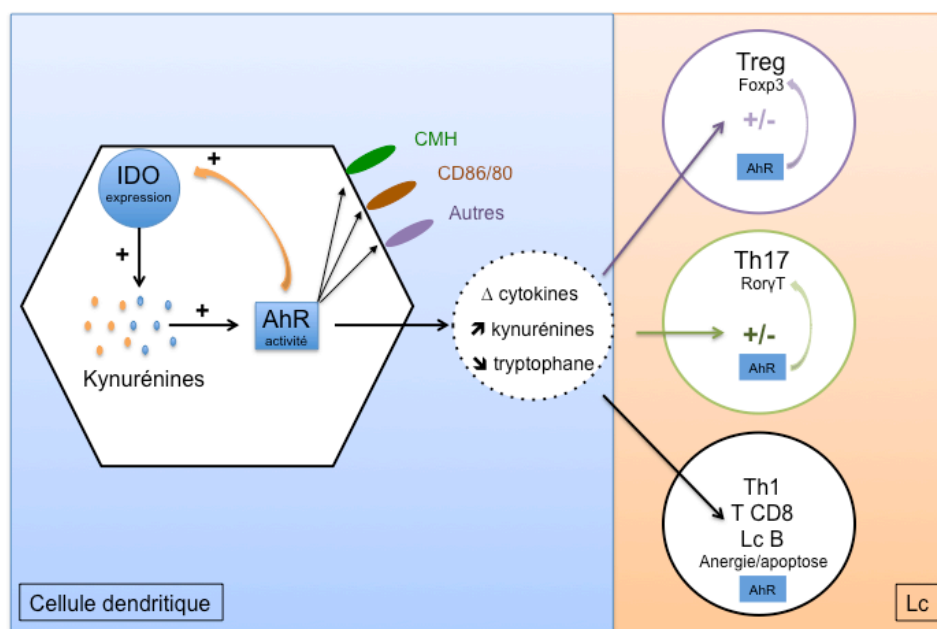 IDO
expression
+
+
Kynurénines
+
AhR
activité
CMH
CD86/80
Autres
Δ cytokines
↗ kynurénines
↘ tryptophane
Treg
Foxp3
+/-
AhR
Th17
RorγT
+/-
AhR
Th1
T CD8
Lc B
Anergie/apoptose
AhR
Cellule dendritique
Lc